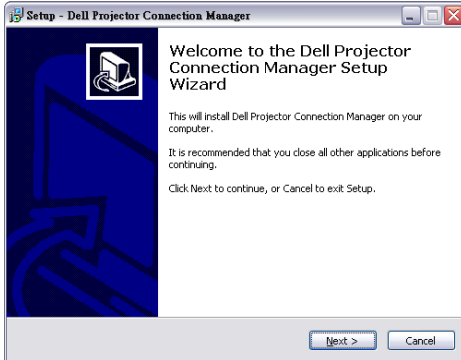 Setup - Dell Projector Connection Manager
Welcome to the Dell Projector
Connection Manager Setup
Wizard
This will install Dell Projector Connection Manager on your
computer.
It is recommended that you close all other applications before
continuing.
Click Next to continue, or Cancel to exit Setup.
Next >
Cancel